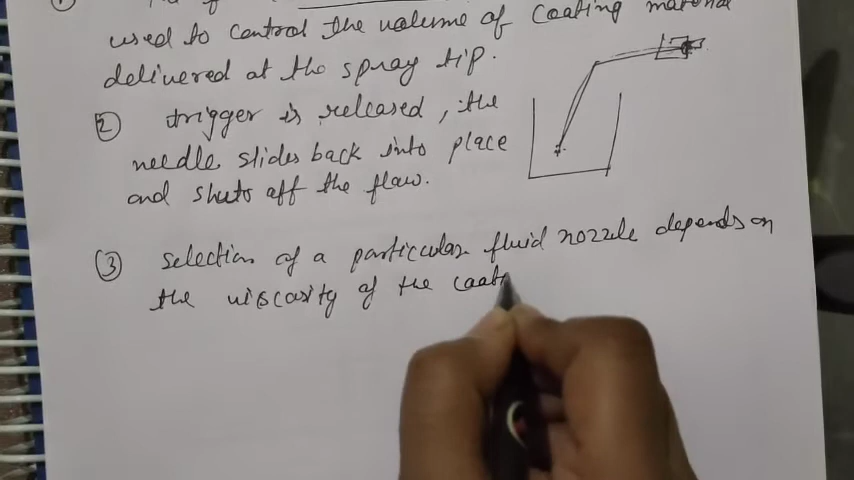 used to control the volume of coating material
delivered at the spray tip.
② trigger is released, the
needle slides back into place
and shuts off the flow.
③ selection of a particular fluid nozzle depends on
the viscosity of the coat